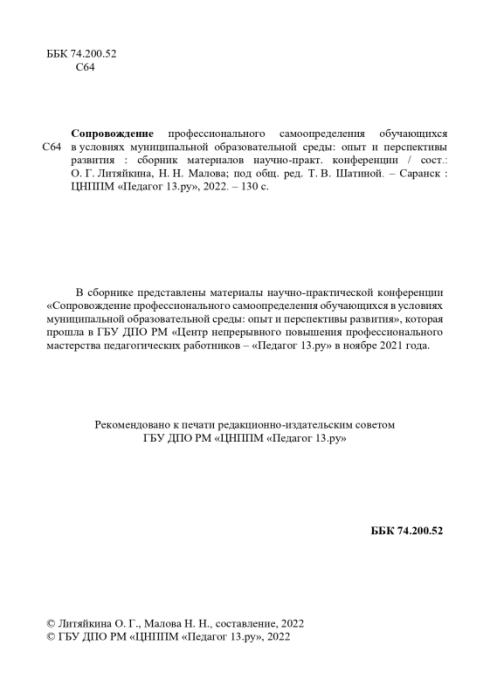 ББК 74.200.52
С64
Сопровождение профессионального самоопределения обучающихся
С64 в условиях муниципальной образовательной среды: опыт и перспективы
развития : сборник материалов научно-практ. конференции / сост.:
О. Г. Литяйкина, Н. Н. Малова; под общ. ред. Т. В. Шатиной. – Саранск :
ЦНППМ «Педагог 13.ру», 2022. – 130 с.
В сборнике представлены материалы научно-практической конференции
«Сопровождение профессионального самоопределения обучающихся в условиях
муниципальной образовательной среды: опыт и перспективы развития», которая
прошла в ГБУ ДПО РМ «Центр непрерывного повышения профессионального
мастерства педагогических работников – «Педагог 13.ру» в ноябре 2021 года.
Рекомендовано к печати редакционно-издательским советом
ГБУ ДПО РМ «ЦНППМ «Педагог 13.ру»
ББК 74.200.52
© Литяйкина О. Г., Малова Н. Н., составление, 2022
© ГБУ ДПО РМ «ЦНППМ «Педагог 13.ру», 2022